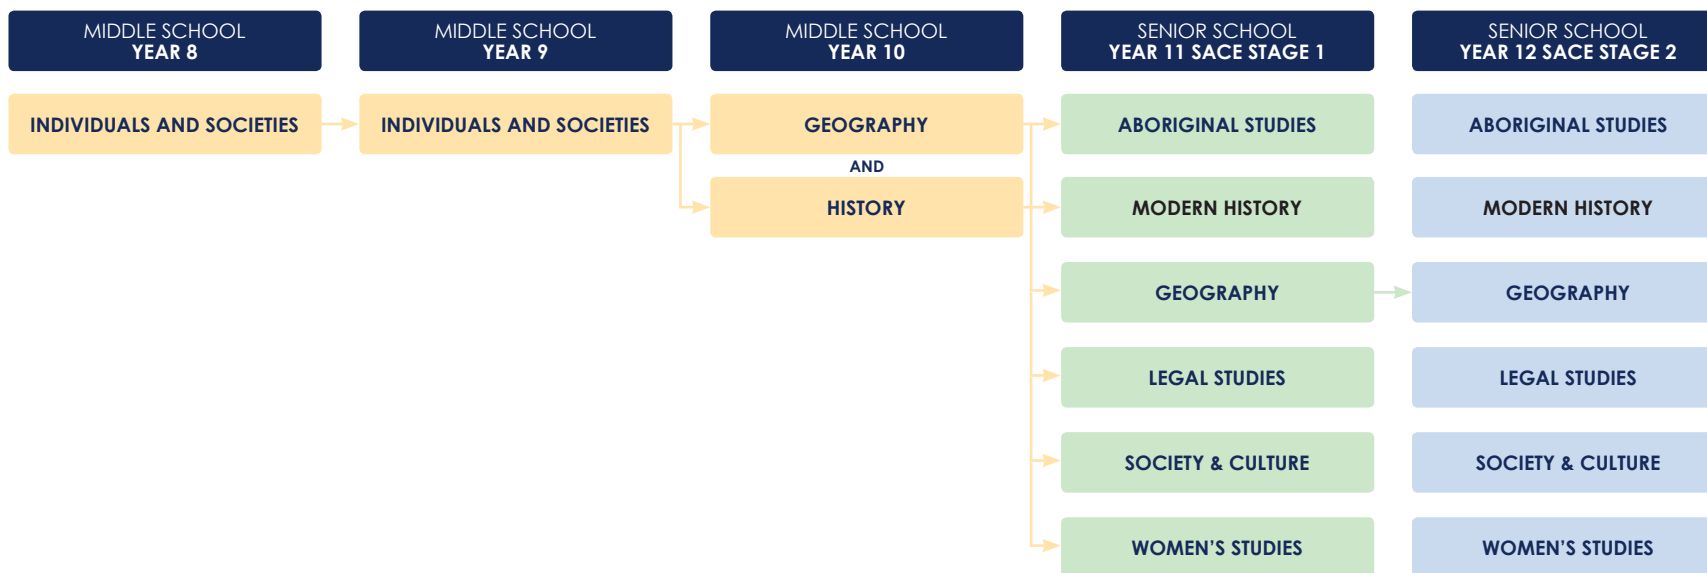 MIDDLE SCHOOL
YEAR 8
MIDDLE SCHOOL
YEAR 9
MIDDLE SCHOOL
YEAR 10
SENIOR SCHOOL
YEAR 11 SACE STAGE 1
SENIOR SCHOOL
YEAR 12 SACE STAGE 2
INDIVIDUALS AND SOCIETIES
INDIVIDUALS AND SOCIETIES
GEOGRAPHY
ABORIGINAL STUDIES
ABORIGINAL STUDIES
AND
HISTORY
MODERN HISTORY
MODERN HISTORY
GEOGRAPHY
GEOGRAPHY
LEGAL STUDIES
LEGAL STUDIES
SOCIETY & CULTURE
SOCIETY & CULTURE
WOMEN’S STUDIES
WOMEN’S STUDIES